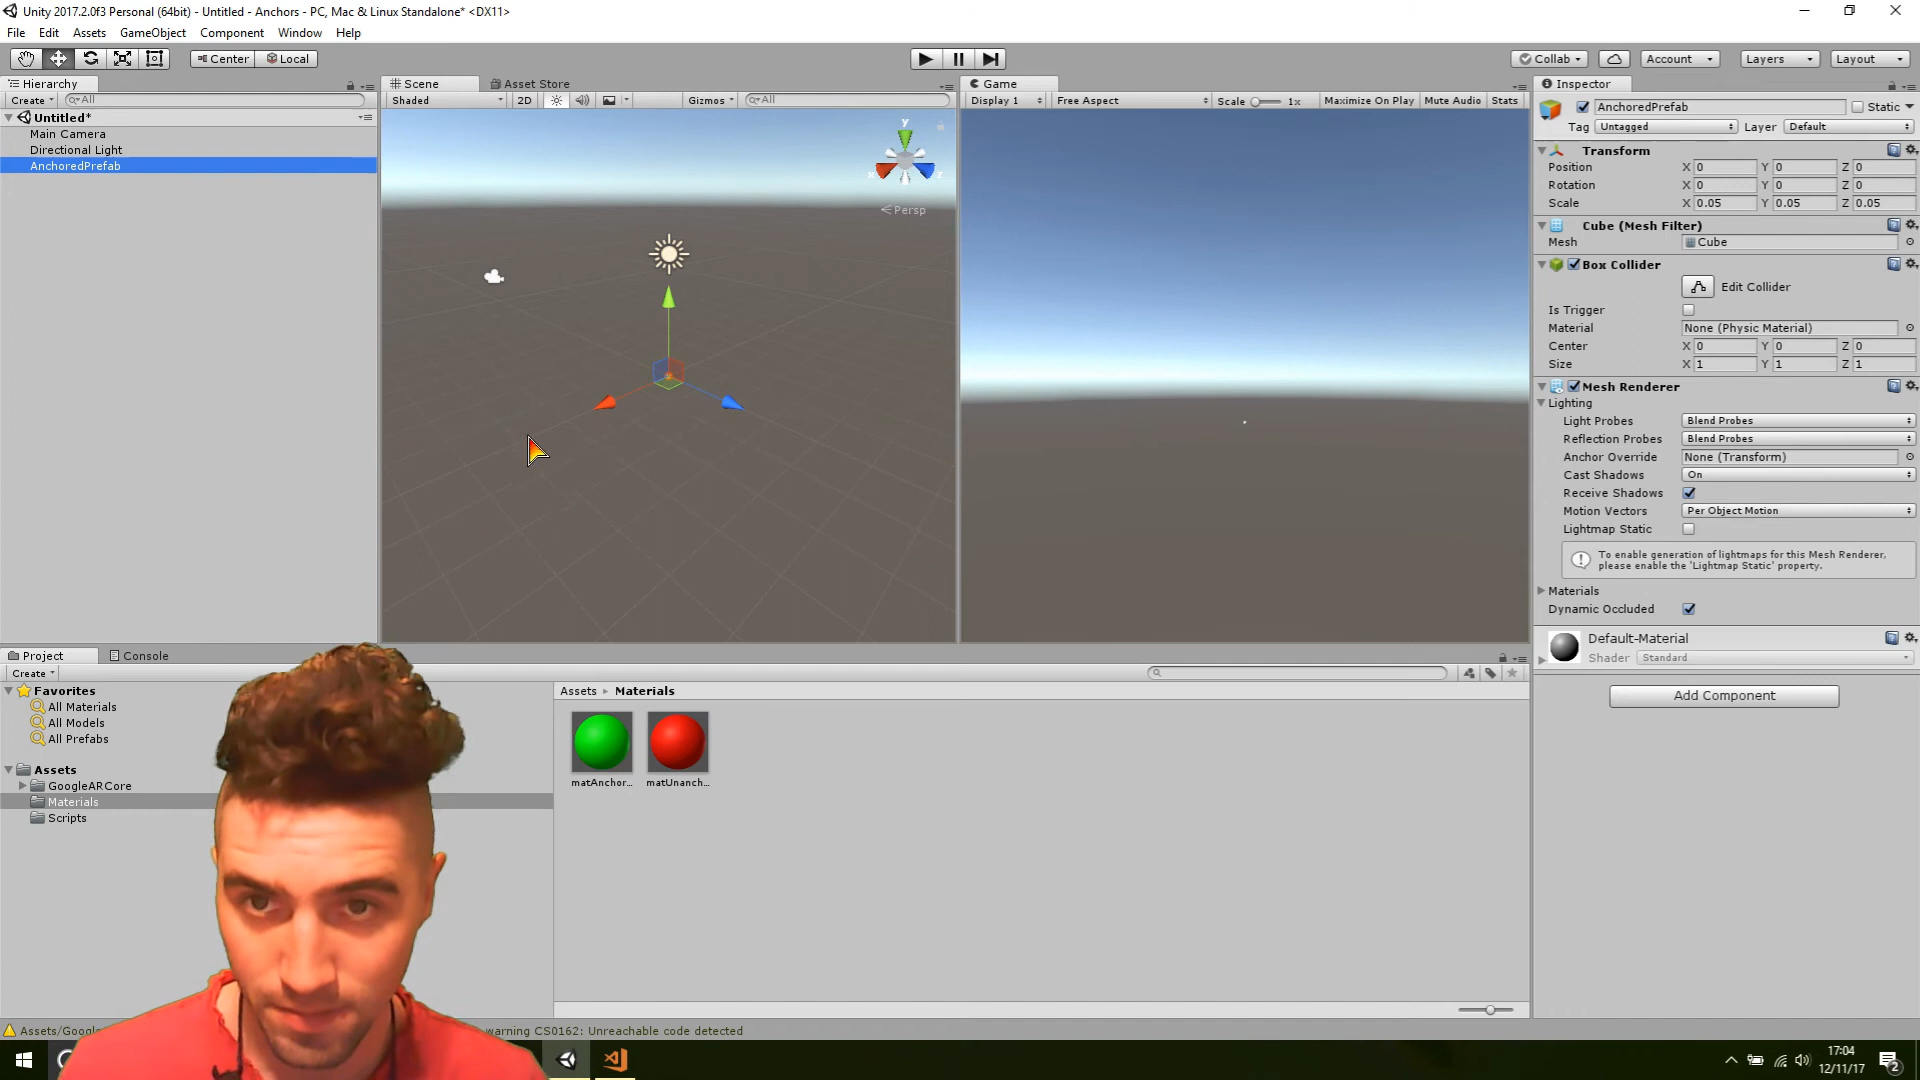 Unity 2017.2.0f3 Personal (64bit) - Untitled - Anchors - PC, Mac & Linux Standalone* <DX11>
File Edit Assets GameObject Component Window Help
Center Local
Collab Account Layers Layout
Hierarchy
Create All
Untitled*
Main Camera
Directional Light
AnchoredPrefab
Scene Asset Store
Shaded 2D Gizmos All
y
x z
Persp
Game
Display 1 Free Aspect Scale 1x Maximize On Play Mute Audio Stats
Inspector
AnchoredPrefab Static
Tag Untagged Layer Default
Transform
Position X 0 Y 0 Z 0
Rotation X 0 Y 0 Z 0
Scale X 0.05 Y 0.05 Z 0.05
Cube (Mesh Filter)
Mesh Cube
Box Collider
Edit Collider
Is Trigger
Material None (Physic Material)
Center X 0 Y 0 Z 0
Size X 1 Y 1 Z 1
Mesh Renderer
Lighting
Light Probes Blend Probes
Reflection Probes Blend Probes
Anchor Override None (Transform)
Cast Shadows On
Receive Shadows
Motion Vectors Per Object Motion
Lightmap Static
To enable generation of lightmaps for this Mesh Renderer,
please enable the 'Lightmap Static' property.
Materials
Dynamic Occluded
Default-Material
Shader Standard
Add Component
Project Console
Create
Favorites
All Materials
All Models
All Prefabs
Assets
GoogleARCore
Materials
Scripts
Assets ▸ Materials
matAnchor... matUnanch...
Assets/Goog warning CS0162: Unreachable code detected
17:04
12/11/17
2